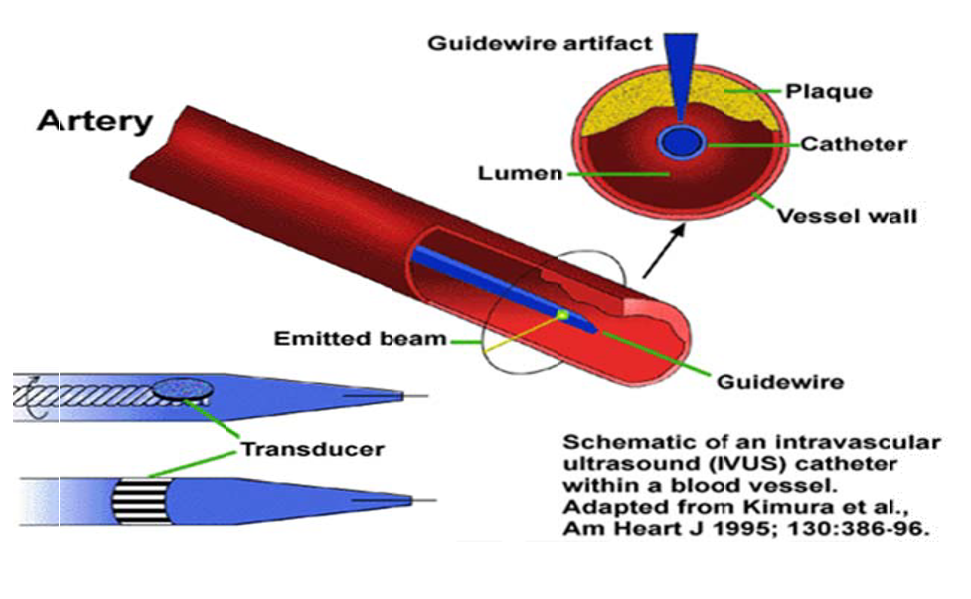 Guidewire artifact
Plaque
Artery
Catheter
Lumen
Vessel wall
Emitted beam
Guidewire
Transducer
Schematic of an intravascular
ultrasound (IVUS) catheter
within a blood vessel.
Adapted from Kimura et al.,
Am Heart J 1995; 130:386-96.